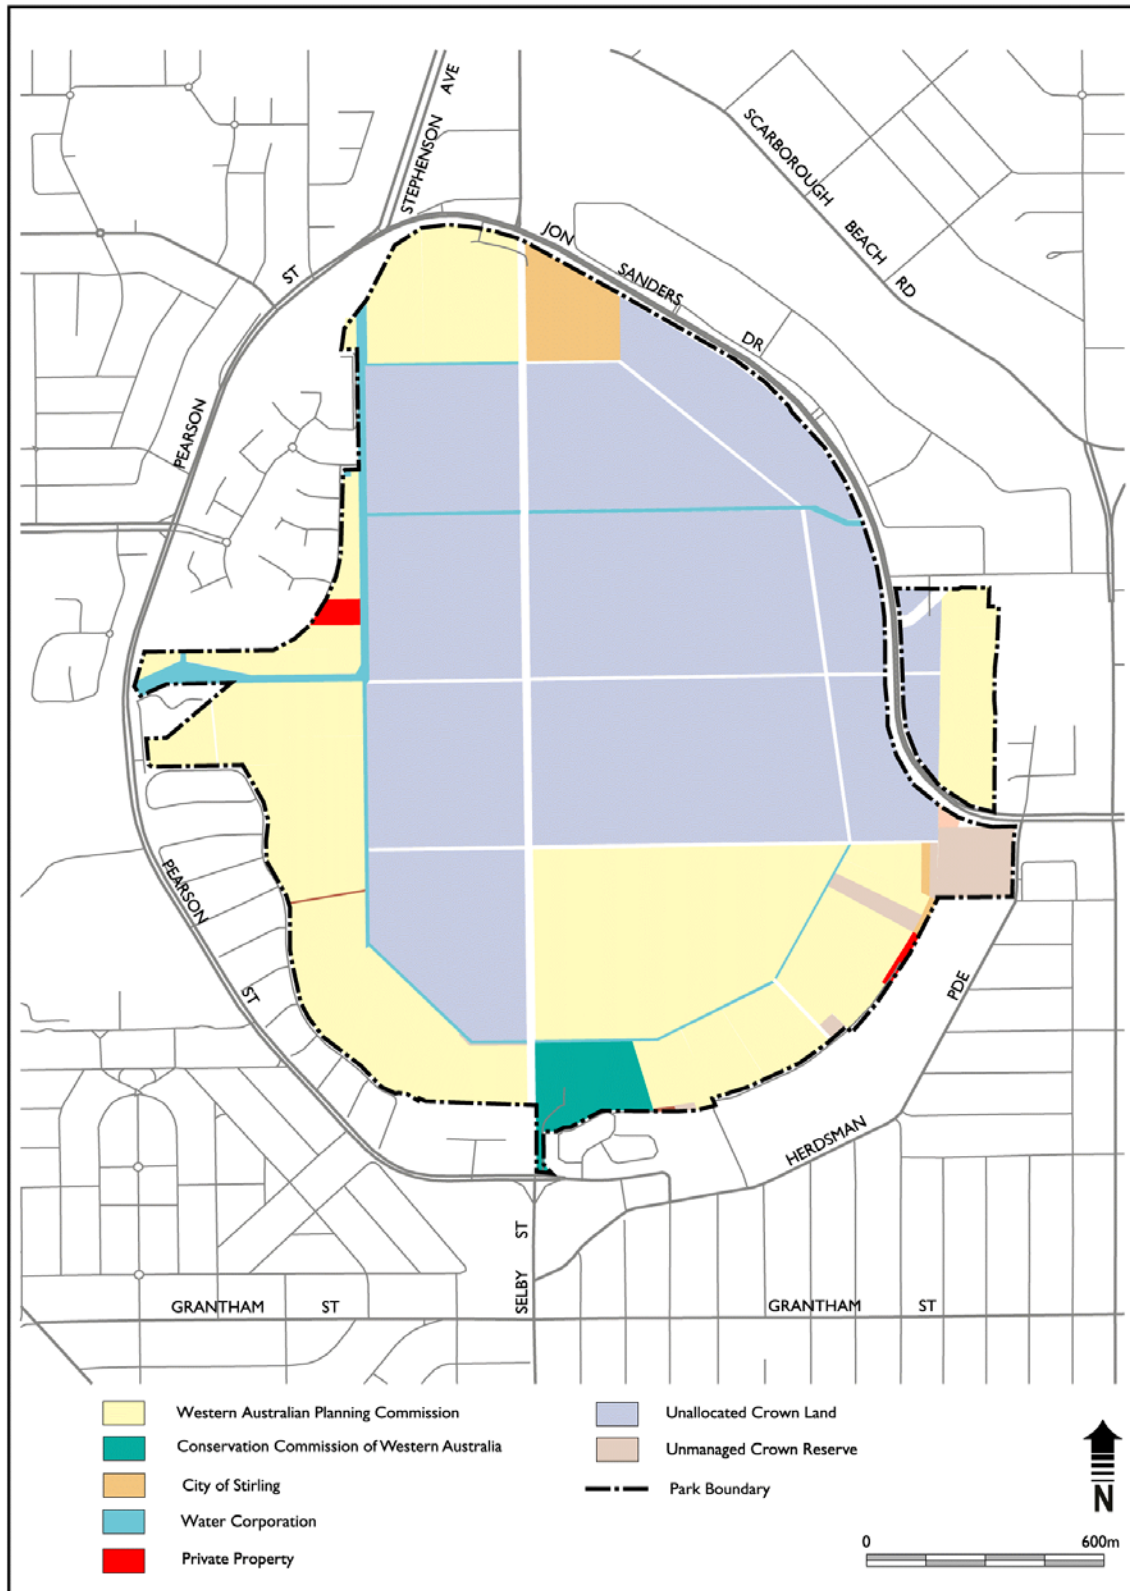 STEPHENSON AVE
SCARBOROUGH BEACH RD
JON SANDERS DR
PEARSON ST
PEARSON ST
HERDSMAN PDE
SELBY ST
GRANTHAM ST
GRANTHAM ST
Western Australian Planning Commission
Conservation Commission of Western Australia
City of Stirling
Water Corporation
Private Property
Unallocated Crown Land
Unmanaged Crown Reserve
Park Boundary
N
0 600m